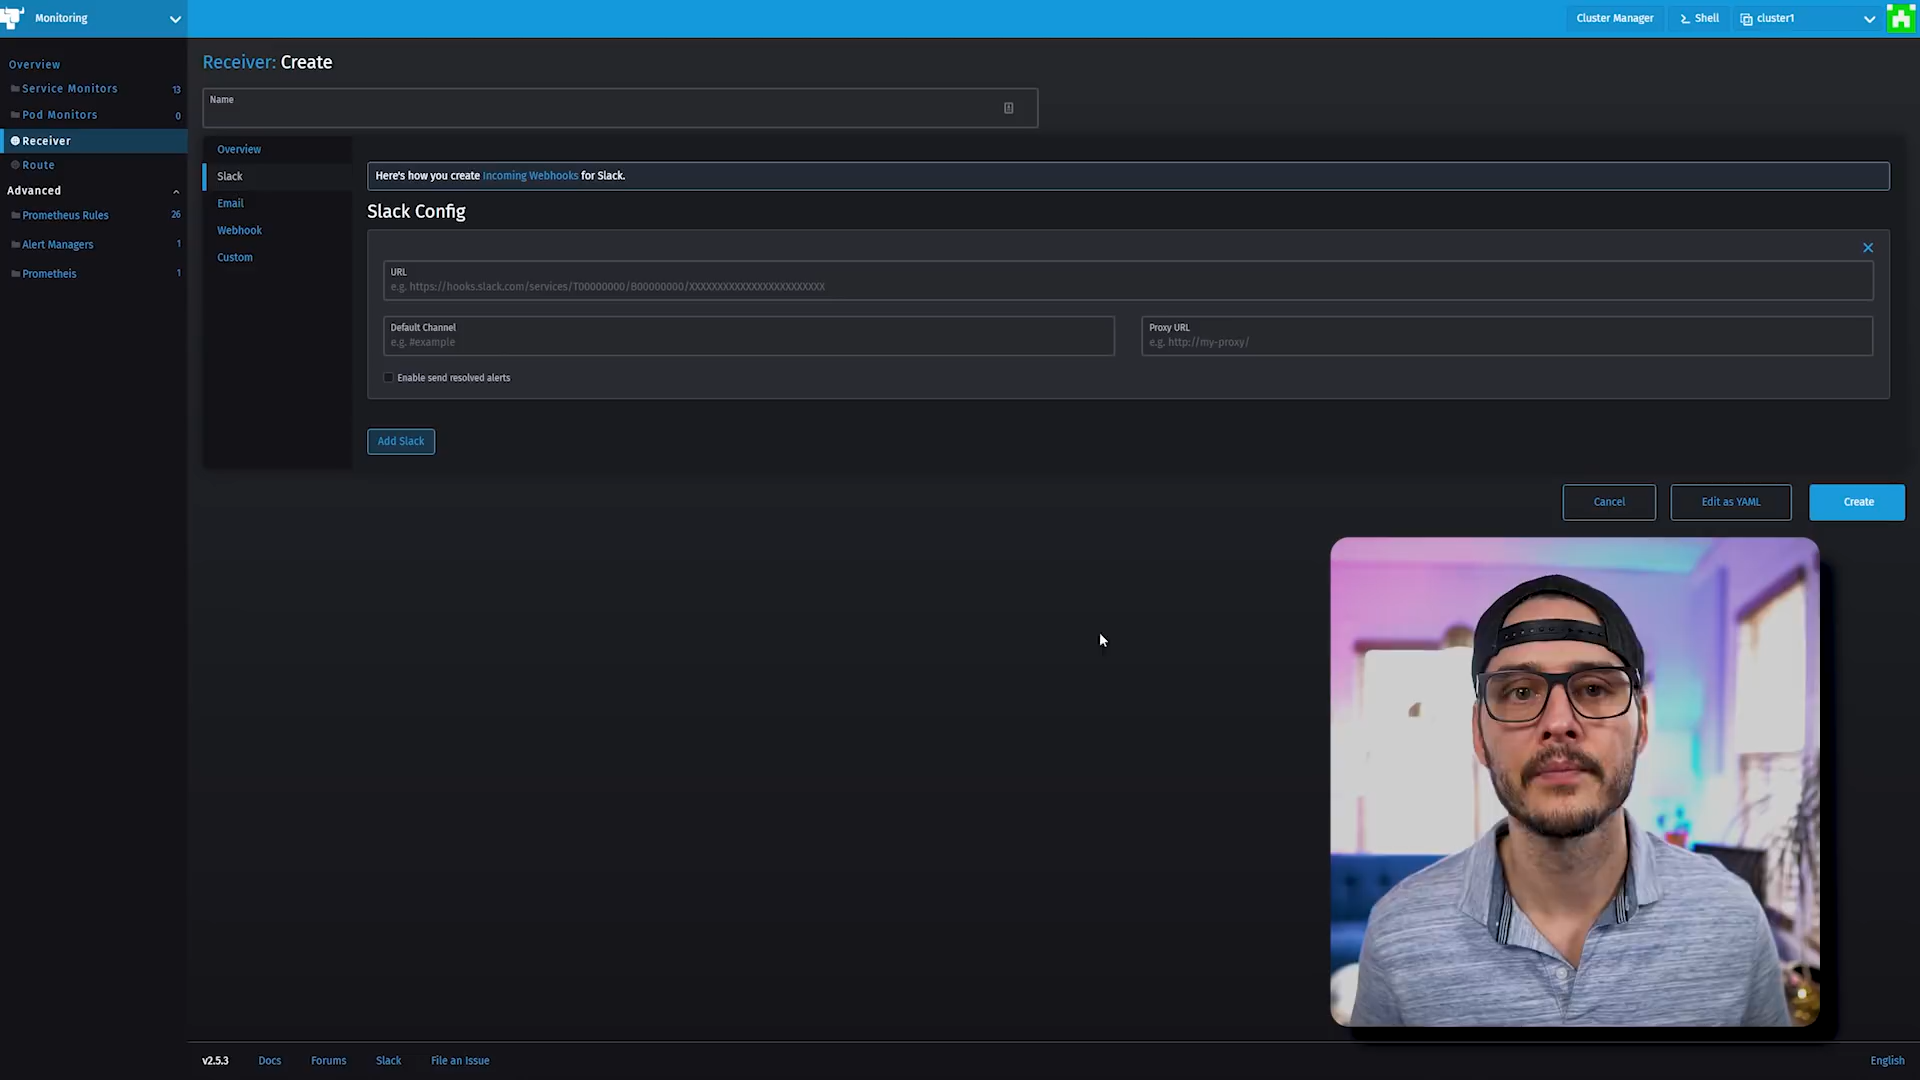 Monitoring
Cluster Manager
Shell
cluster1
Overview
Service Monitors 13
Pod Monitors 0
Receiver
Route
Advanced
Prometheus Rules 26
Alert Managers 1
Prometheis 1
Receiver: Create
Name
Overview
Slack
Email
Webhook
Custom
Here's how you create Incoming Webhooks for Slack.
Slack Config
URL
e.g. https://hooks.slack.com/services/T00000000/B00000000/XXXXXXXXXXXXXXXXXXXXXXXX
Default Channel
e.g. #example
Proxy URL
e.g. http://my-proxy/
Enable send resolved alerts
Add Slack
Cancel
Edit as YAML
Create
v2.5.3
Docs
Forums
Slack
File an Issue
English